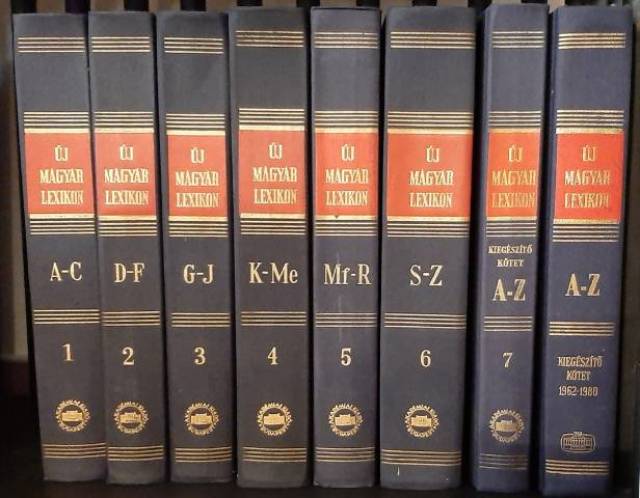 ÚJ
MAGYAR
LEXIKON
A-C
1
ÚJ
MAGYAR
LEXIKON
D-F
2
ÚJ
MAGYAR
LEXIKON
G-J
3
ÚJ
MAGYAR
LEXIKON
K-Me
4
ÚJ
MAGYAR
LEXIKON
Mf-R
5
ÚJ
MAGYAR
LEXIKON
S-Z
6
ÚJ
MAGYAR
LEXIKON
KIEGÉSZÍTŐ
KÖTET
A-Z
7
ÚJ
MAGYAR
LEXIKON
A-Z
KIEGÉSZÍTŐ
KÖTET
1962-1980